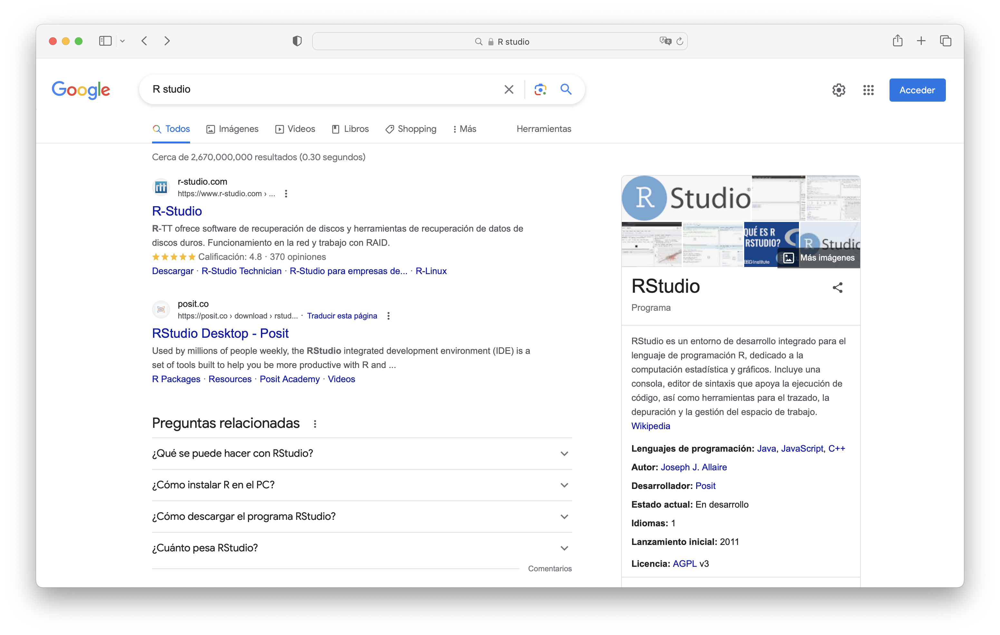 R studio
Google
R studio
Acceder
Todos
Imágenes
Videos
Libros
Shopping
Más
Herramientas
Cerca de 2,670,000,000 resultados (0.30 segundos)
r-studio.com
https://www.r-studio.com › ...
R-Studio
R-TT ofrece software de recuperación de discos y herramientas de recuperación de datos de
discos duros. Funcionamiento en la red y trabajo con RAID.
Calificación: 4.8 · 370 opiniones
Descargar · R-Studio Technician · R-Studio para empresas de... · R-Linux
posit.co
https://posit.co › download › rstud... · Traducir esta página
RStudio Desktop - Posit
Used by millions of people weekly, the RStudio integrated development environment (IDE) is a
set of tools built to help you be more productive with R and ...
R Packages · Resources · Posit Academy · Videos
Preguntas relacionadas
¿Qué se puede hacer con RStudio?
¿Cómo instalar R en el PC?
¿Cómo descargar el programa RStudio?
¿Cuánto pesa RStudio?
Comentarios
R Studio®
QUÉ ES R
RSTUDIO?
BSG Institute
R Studio
Más imágenes
RStudio
Programa
RStudio es un entorno de desarrollo integrado para el
lenguaje de programación R, dedicado a la
computación estadística y gráficos. Incluye una
consola, editor de sintaxis que apoya la ejecución de
código, así como herramientas para el trazado, la
depuración y la gestión del espacio de trabajo.
Wikipedia
Lenguajes de programación: Java, JavaScript, C++
Autor: Joseph J. Allaire
Desarrollador: Posit
Estado actual: En desarrollo
Idiomas: 1
Lanzamiento inicial: 2011
Licencia: AGPL v3